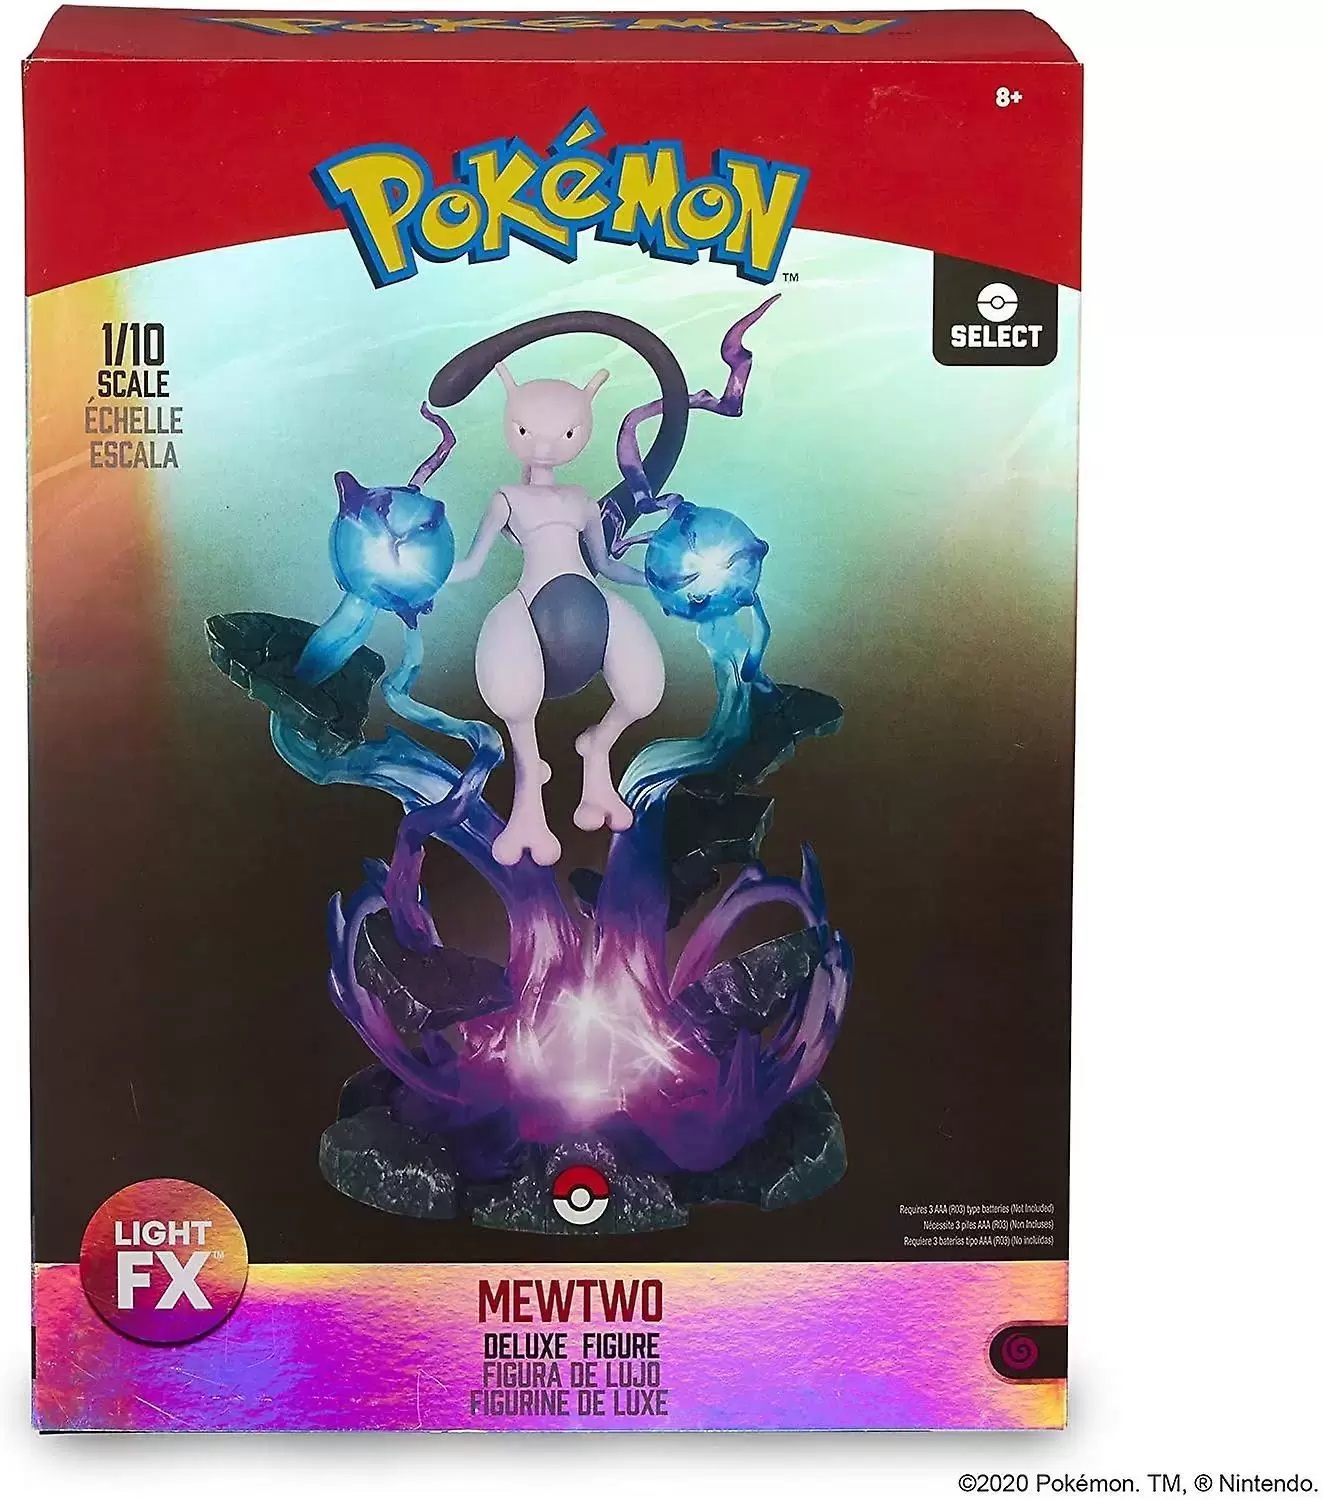 POKÉMON
8+
POKÉMON
TM
SELECT
1/10
SCALE
ÉCHELLE
ESCALA
Requires 3 AAA (R03) type batteries (Not Included)
Nécessite 3 piles AAA (R03) (Non Incluses)
Requiere 3 baterías tipo AAA (R03) (No incluidas)
LIGHT
FX™
MEWTWO
DELUXE FIGURE
FIGURA DE LUJO
FIGURINE DE LUXE
©2020 Pokémon. TM, ® Nintendo.